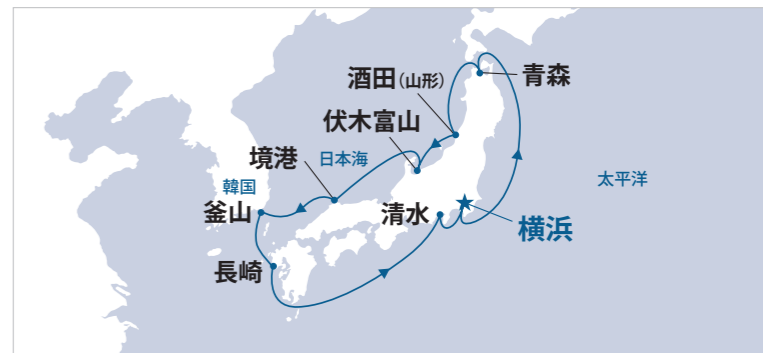 青森
酒田(山形)
伏木富山
境港
日本海
韓国
釜山
長崎
清水
横浜
太平洋